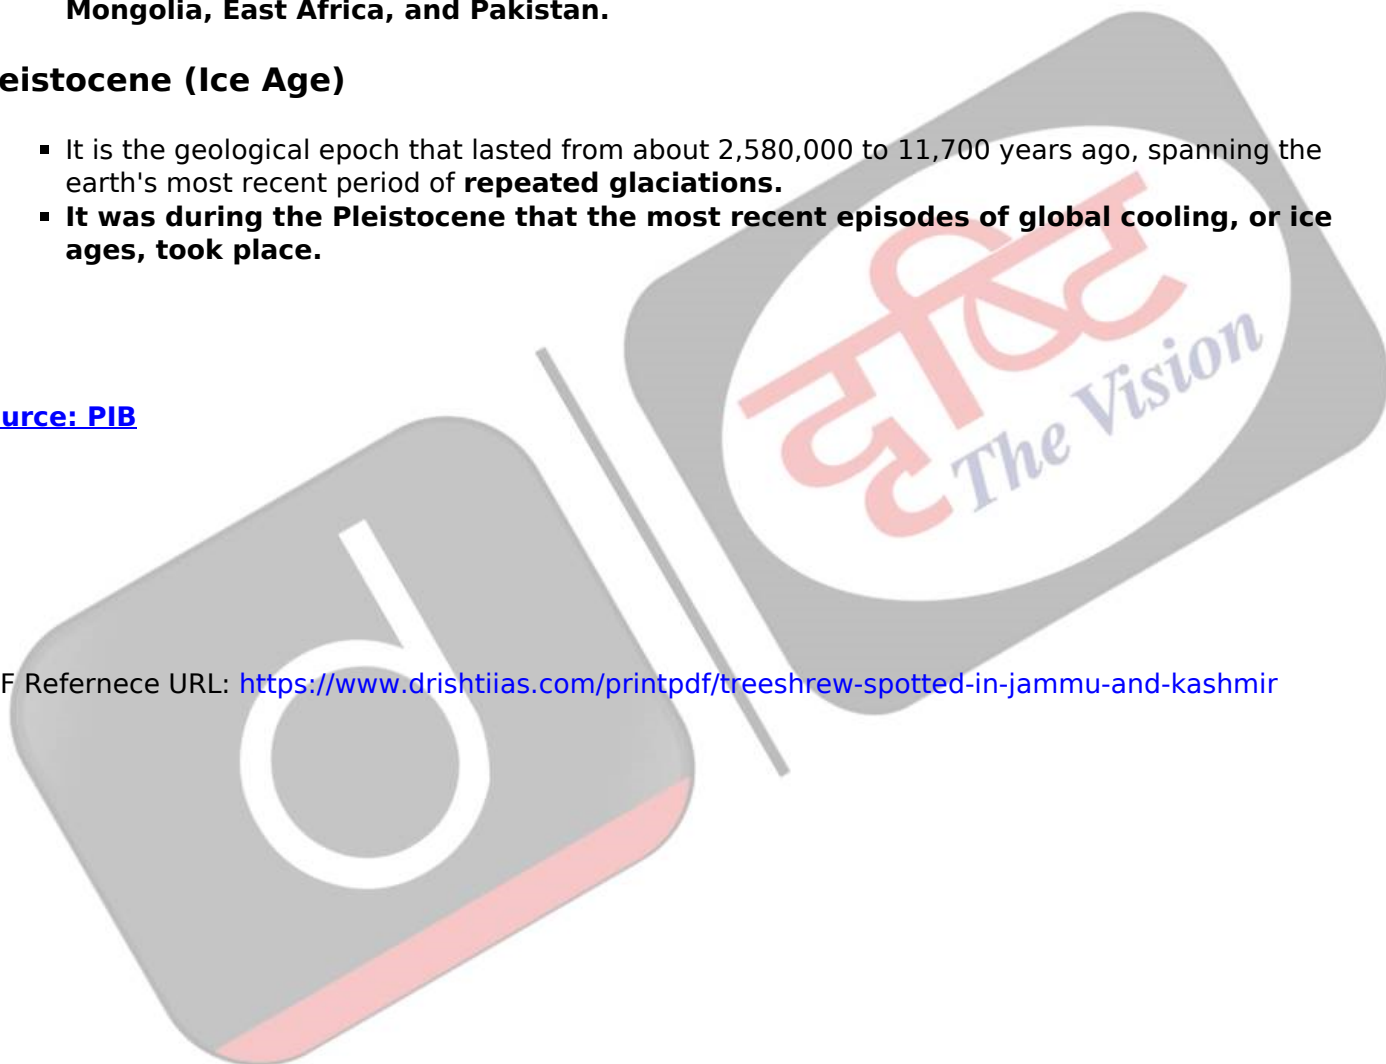 Mongolia, East Africa, and Pakistan.
eistocene (Ice Age)
It is the geological epoch that lasted from about 2,580,000 to 11,700 years ago, spanning the
earth's most recent period of repeated glaciations.
It was during the Pleistocene that the most recent episodes of global cooling, or ice
ages, took place.
दृष्टि
The Vision
urce: PIB
d
F Refernece URL: https://www.drishtiias.com/printpdf/treeshrew-spotted-in-jammu-and-kashmir